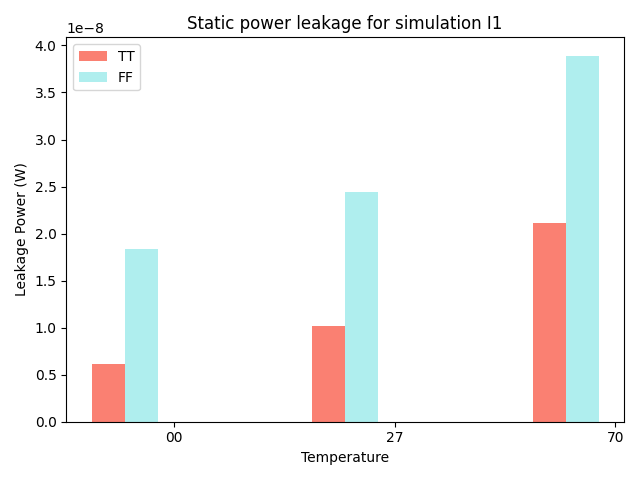 Static power leakage for simulation I1
1e−8
TT
FF
4.0
3.5
3.0
2.5
2.0
1.5
1.0
0.5
0.0
Leakage Power (W)
00 27 70
Temperature